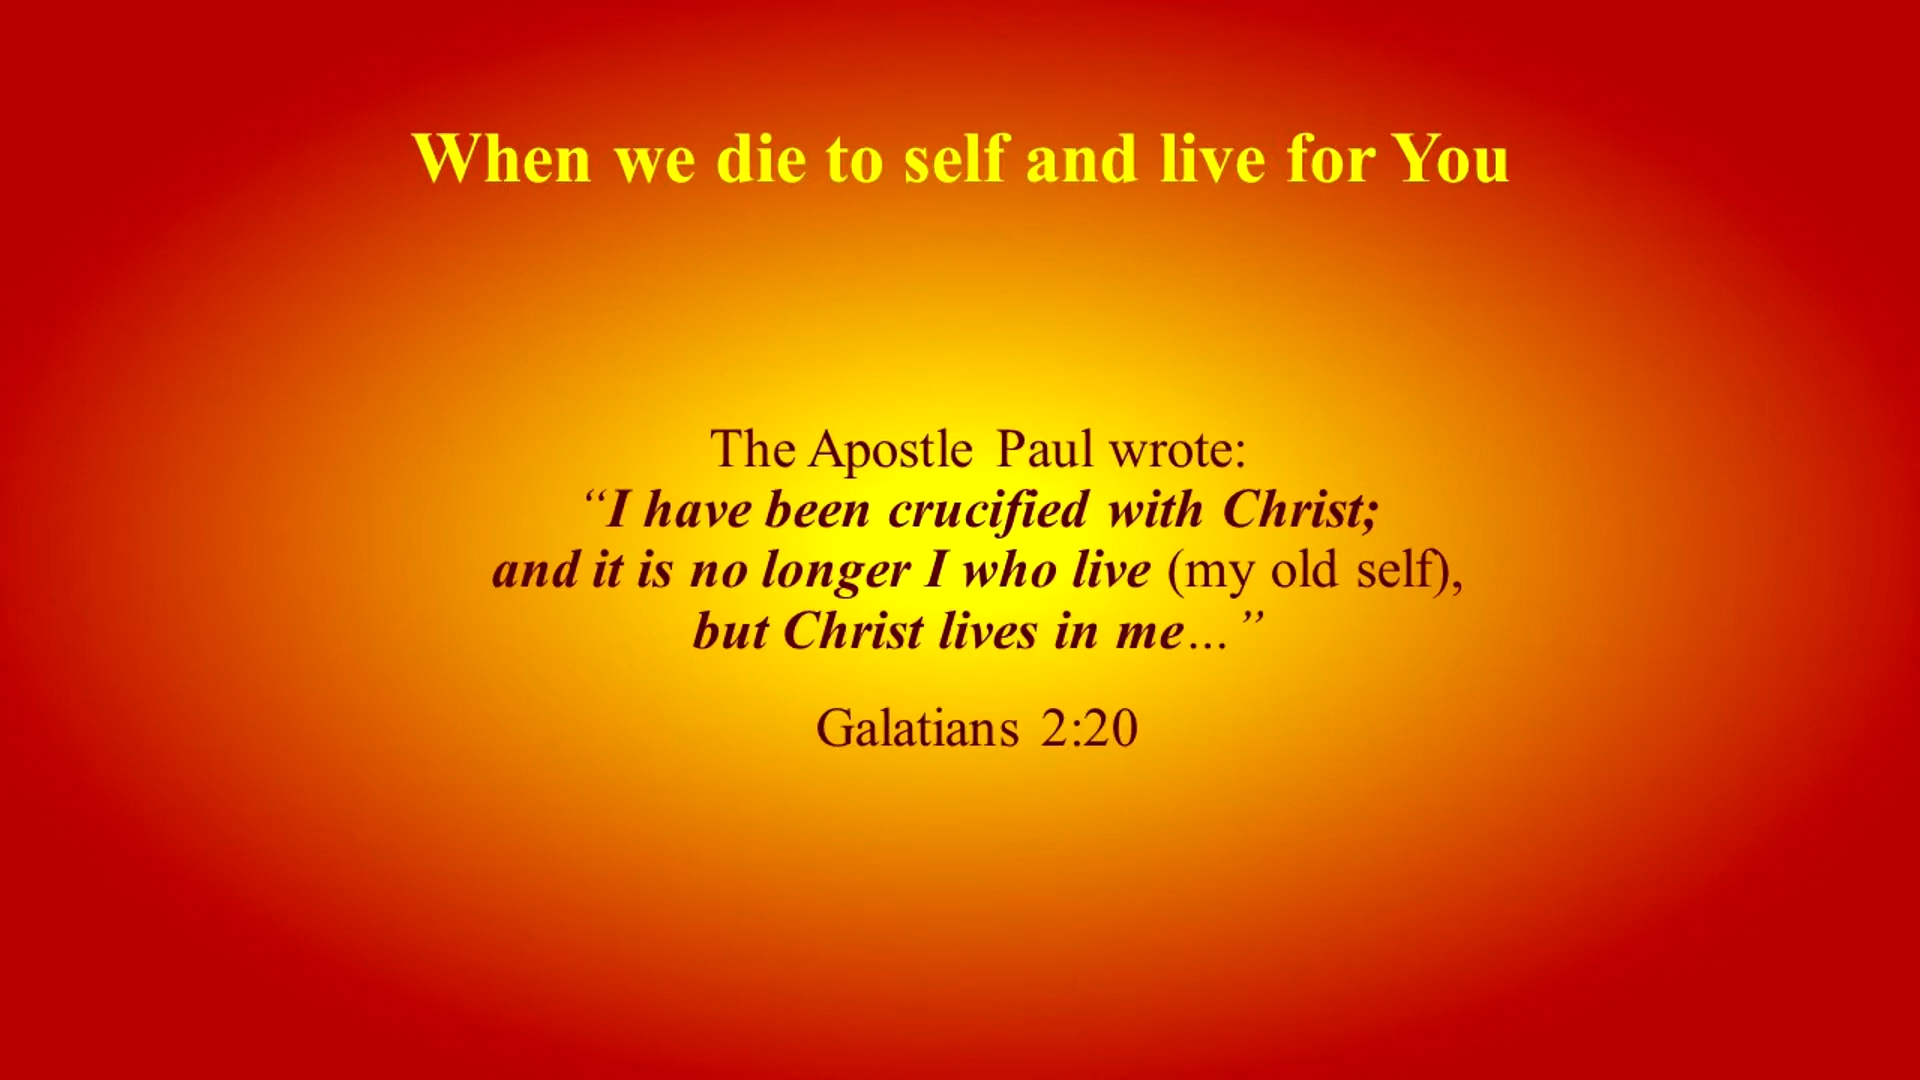 When we die to self and live for You
The Apostle Paul wrote:
“I have been crucified with Christ;
and it is no longer I who live (my old self),
but Christ lives in me…”
Galatians 2:20